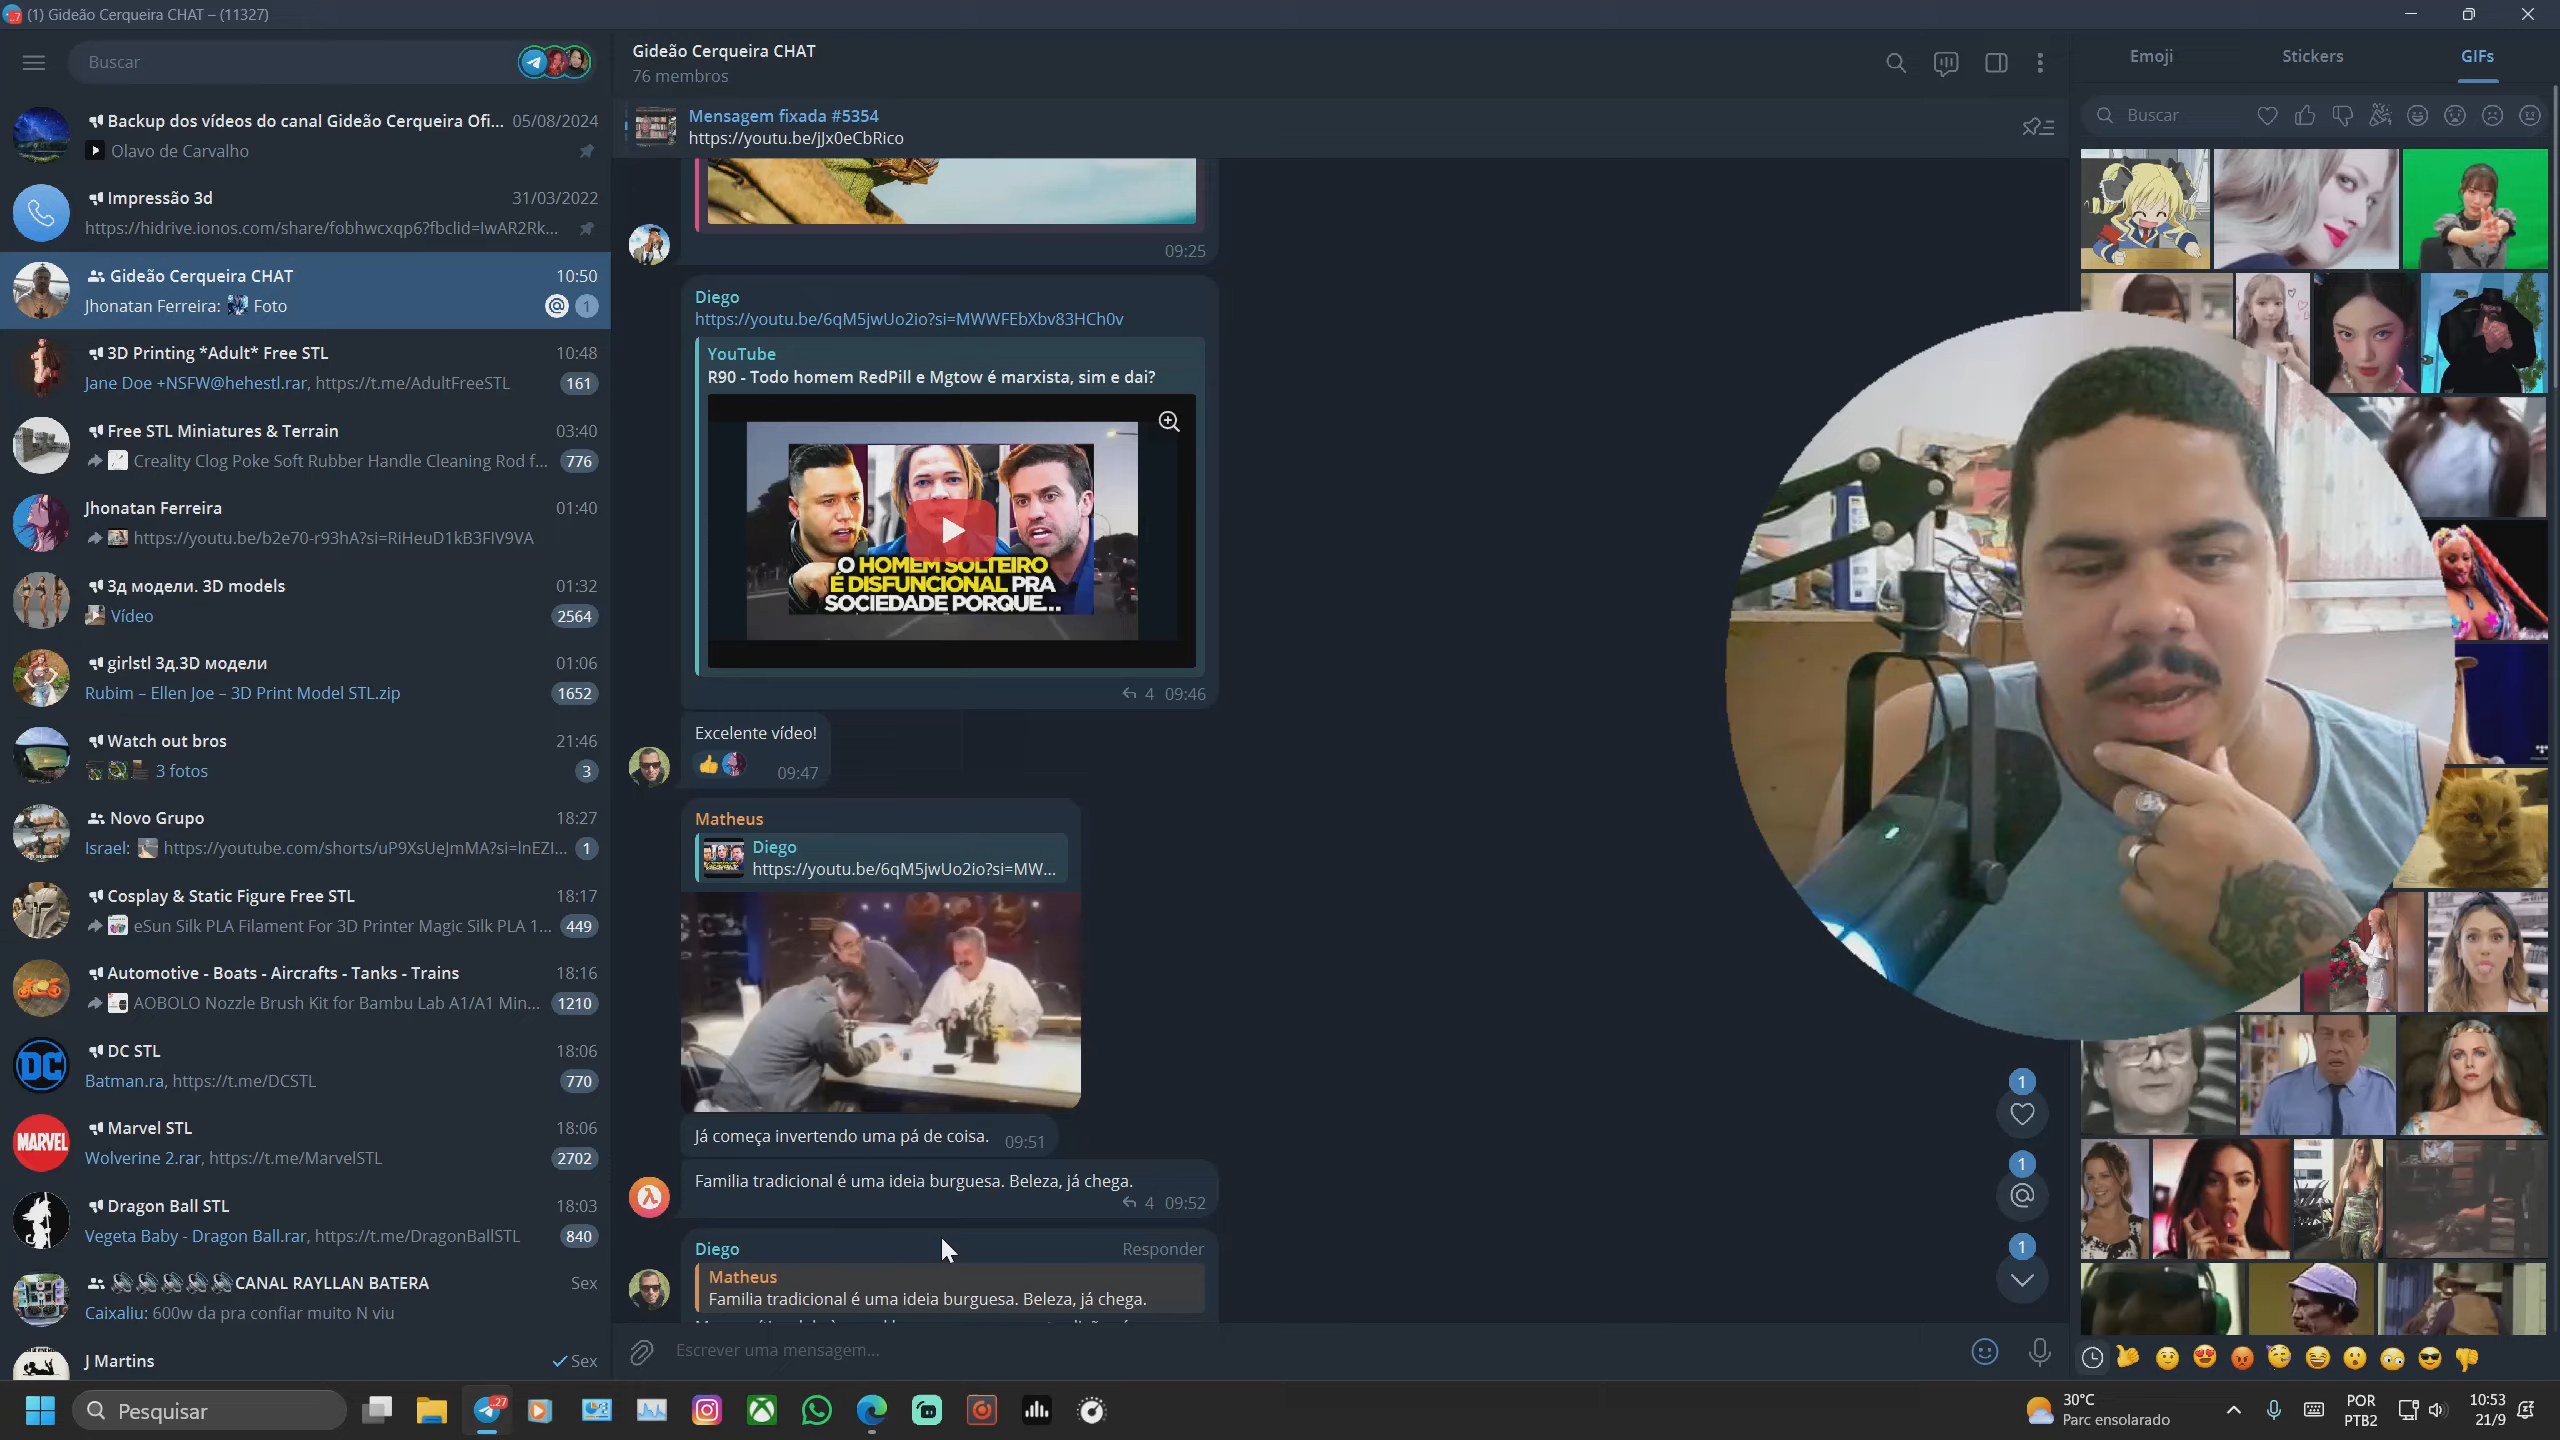 (1) Gideão Cerqueira CHAT – (11327)
Buscar
Backup dos vídeos do canal Gideão Cerqueira Ofi... 05/08/2024
Olavo de Carvalho
Impressão 3d 31/03/2022
https://hidrive.ionos.com/share/fobhwcxqp6?fbclid=IwAR2Rk...
Gideão Cerqueira CHAT 10:50
Jhonatan Ferreira: Foto @ 1
3D Printing *Adult* Free STL 10:48
Jane Doe +NSFW@hehestl.rar, https://t.me/AdultFreeSTL 161
Free STL Miniatures & Terrain 03:40
Creality Clog Poke Soft Rubber Handle Cleaning Rod f... 776
Jhonatan Ferreira 01:40
https://youtu.be/b2e70-r93hA?si=RiHeuD1kB3FlV9VA
3д модели. 3D models 01:32
Vídeo 2564
girlstl 3д.3D модели 01:06
Rubim – Ellen Joe – 3D Print Model STL.zip 1652
Watch out bros 21:46
3 fotos 3
Novo Grupo 18:27
Israel: https://youtube.com/shorts/uP9XsUeJmMA?si=lnEZI... 1
Cosplay & Static Figure Free STL 18:17
eSun Silk PLA Filament For 3D Printer Magic Silk PLA 1... 449
Automotive - Boats - Aircrafts - Tanks - Trains 18:16
AOBOLO Nozzle Brush Kit for Bambu Lab A1/A1 Min... 1210
DC
DC STL 18:06
Batman.ra, https://t.me/DCSTL 770
MARVEL
Marvel STL 18:06
Wolverine 2.rar, https://t.me/MarvelSTL 2702
Dragon Ball STL 18:03
Vegeta Baby - Dragon Ball.rar, https://t.me/DragonBallSTL 840
CANAL RAYLLAN BATERA Sex
Caixaliu: 600w da pra confiar muito N viu
J Martins Sex
Gideão Cerqueira CHAT
76 membros
Mensagem fixada #5354
https://youtu.be/jJx0eCbRico
09:25
Diego
https://youtu.be/6qM5jwUo2io?si=MWWFEbXbv83HCh0v
YouTube
R90 - Todo homem RedPill e Mgtow é marxista, sim e dai?
O HOMEM SOLTEIRO
É DISFUNCIONAL PRA
SOCIEDADE PORQUE...
4 09:46
Excelente vídeo!
09:47
Matheus
Diego
https://youtu.be/6qM5jwUo2io?si=MW...
Já começa invertendo uma pá de coisa. 09:51
Familia tradicional é uma ideia burguesa. Beleza, já chega.
4 09:52
Diego Responder
Matheus
Familia tradicional é uma ideia burguesa. Beleza, já chega.
1
1
@
1
Escrever uma mensagem...
Emoji Stickers GIFs
Buscar
Pesquisar
..27
30°C
Parc ensolarado
POR
PTB2
10:53
21/9